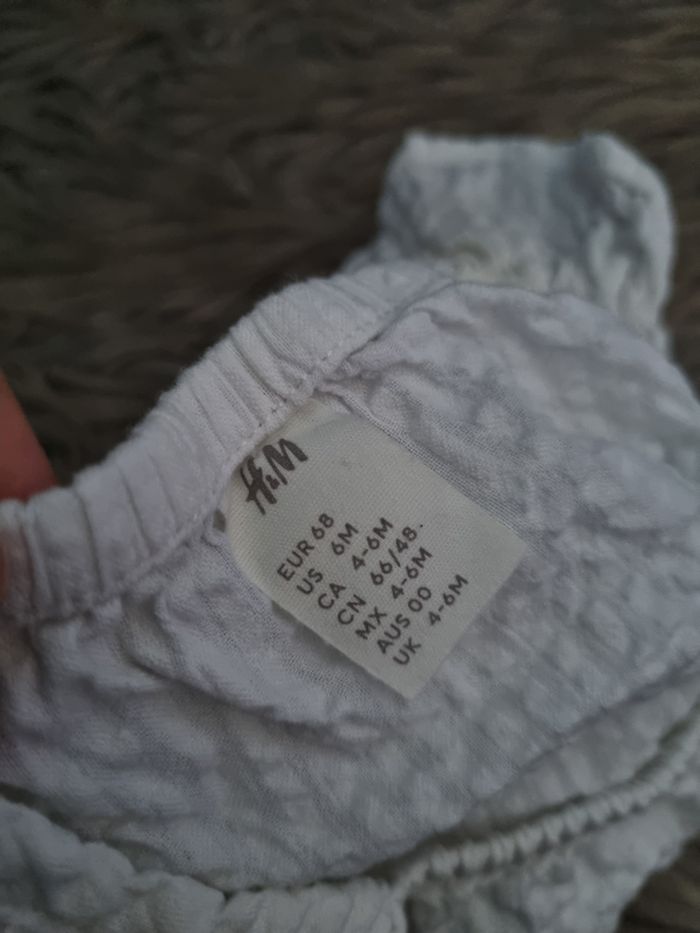 H&M
EUR 68
US 6M
CA 4-6M
CN 66/48.
MX 4-6M
AUS 00
UK 4-6M